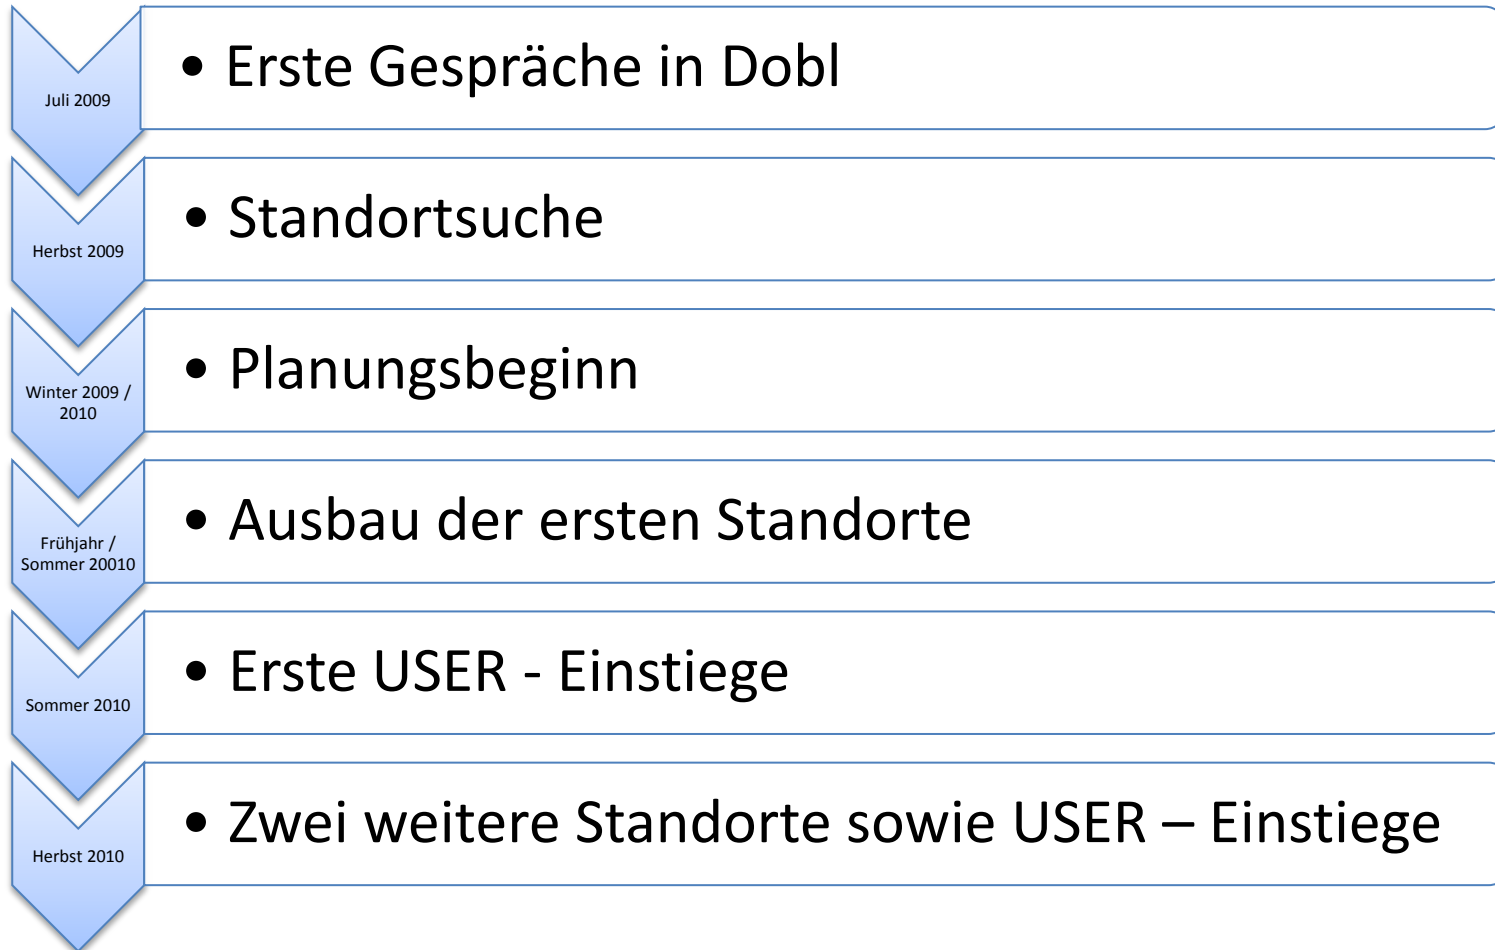 Juli 2009
• Erste Gespräche in Dobl
Herbst 2009
• Standortsuche
Winter 2009 /
2010
• Planungsbeginn
Frühjahr /
Sommer 20010
• Ausbau der ersten Standorte
Sommer 2010
• Erste USER - Einstiege
Herbst 2010
• Zwei weitere Standorte sowie USER – Einstiege